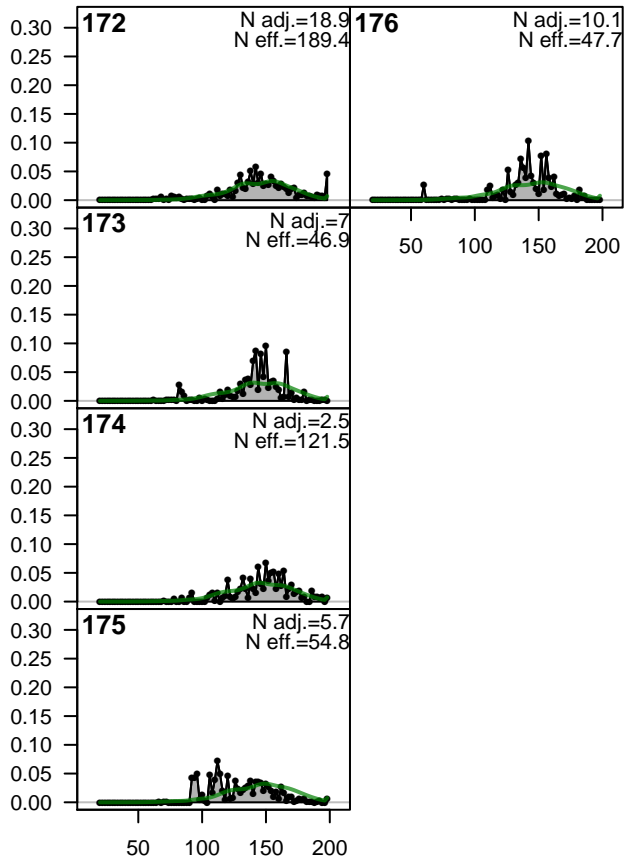 172
N adj.=18.9
N eff.=189.4
0.30
0.25
0.20
0.15
0.10
0.05
0.00
176
N adj.=10.1
N eff.=47.7
50 100 150 200
173
N adj.=7
N eff.=46.9
0.30
0.25
0.20
0.15
0.10
0.05
0.00
174
N adj.=2.5
N eff.=121.5
0.30
0.25
0.20
0.15
0.10
0.05
0.00
175
N adj.=5.7
N eff.=54.8
0.30
0.25
0.20
0.15
0.10
0.05
0.00
50 100 150 200